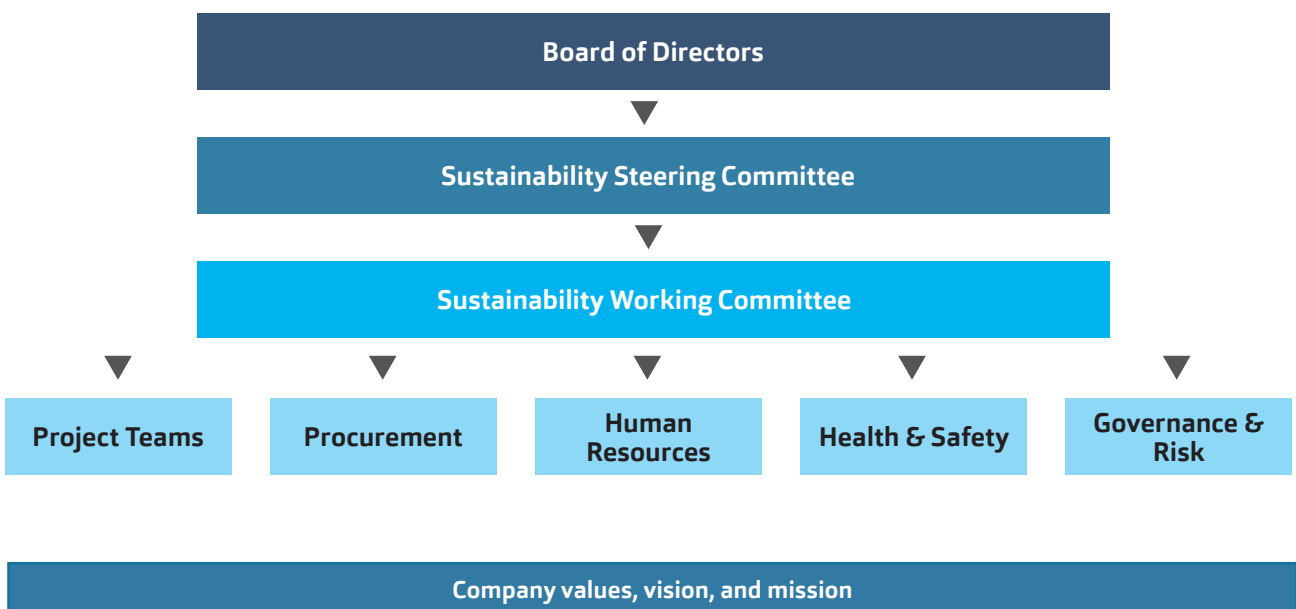 Board of Directors
Sustainability Steering Committee
Sustainability Working Committee
Project Teams
Procurement
Human
Resources
Health & Safety
Governance &
Risk
Company values, vision, and mission